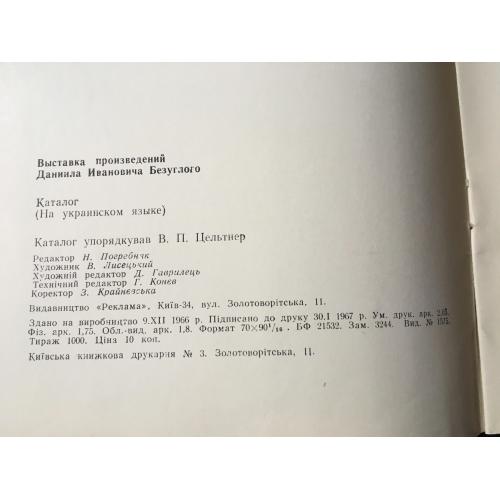 Выставка произведений
Даниила Ивановича Безуглого
Каталог
(На украинском языке)
Каталог упорядкував В. П. Цельтнер
Редактор Н. Погребняк
Художник В. Лисецький
Художній редактор Д. Гаврилець
Технічний редактор Г. Конєв
Коректор З. Крайнєвська
Видавництво «Реклама», Київ-34, вул. Золотоворітська, 11.
Здано на виробництво 9.XII 1966 р. Підписано до друку 30.I 1967 р. Ум. друк. арк. 2,05.
Фіз. арк. 1,75. Обл.-вид. арк. 1,8. Формат 70×90¹/₁₆. БФ 21532. Зам. 3244. Вид. № 1575.
Тираж 1000. Ціна 10 коп.
Київська книжкова друкарня № 3. Золотоворітська, 11.